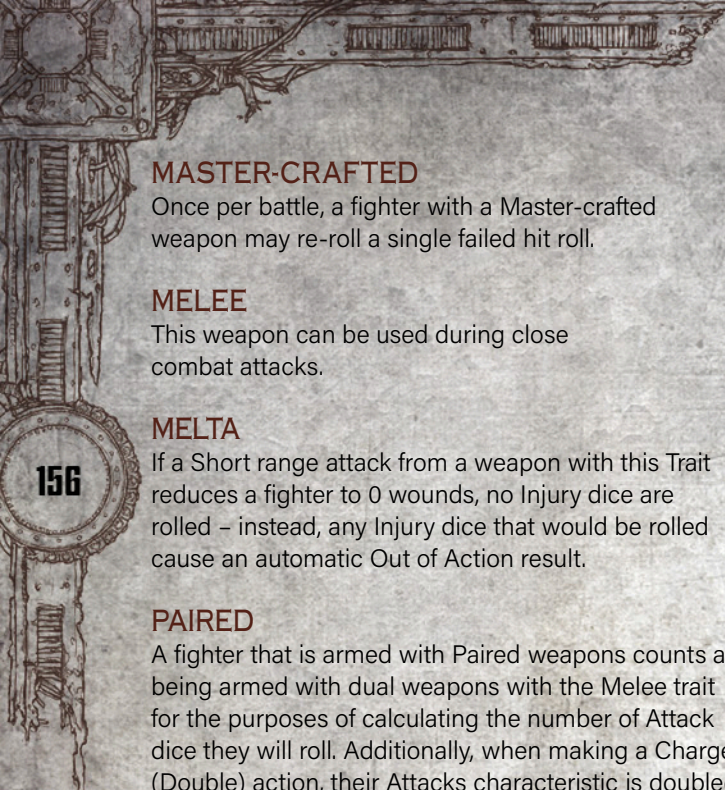 MASTER-CRAFTED
Once per battle, a fighter with a Master-crafted
weapon may re-roll a single failed hit roll.
MELEE
This weapon can be used during close
combat attacks.
MELTA
If a Short range attack from a weapon with this Trait
reduces a fighter to 0 wounds, no Injury dice are
rolled – instead, any Injury dice that would be rolled
cause an automatic Out of Action result.
156
PAIRED
A fighter that is armed with Paired weapons counts a
being armed with dual weapons with the Melee trait
for the purposes of calculating the number of Attack
dice they will roll. Additionally, when making a Charge
(Double) action, their Attacks characteristic is double